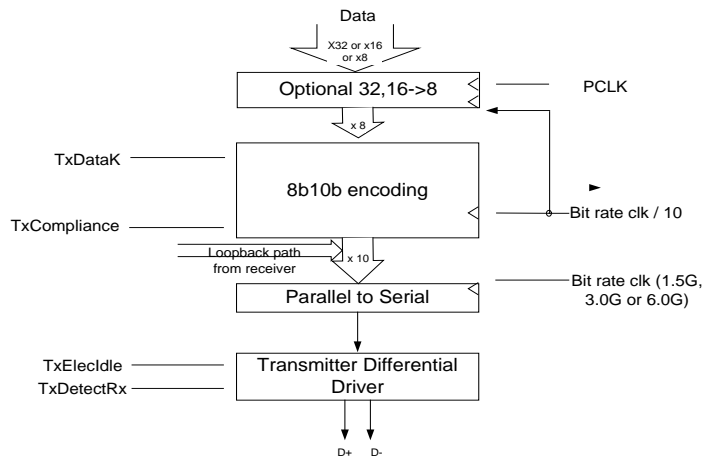 Data
X32 or x16
or x8
Optional 32,16->8
PCLK
x 8
TxDataK
8b10b encoding
TxCompliance
Bit rate clk / 10
Loopback path
from receiver
x 10
Parallel to Serial
Bit rate clk (1.5G,
3.0G or 6.0G)
TxElecIdle
TxDetectRx
Transmitter Differential
Driver
D+ D-